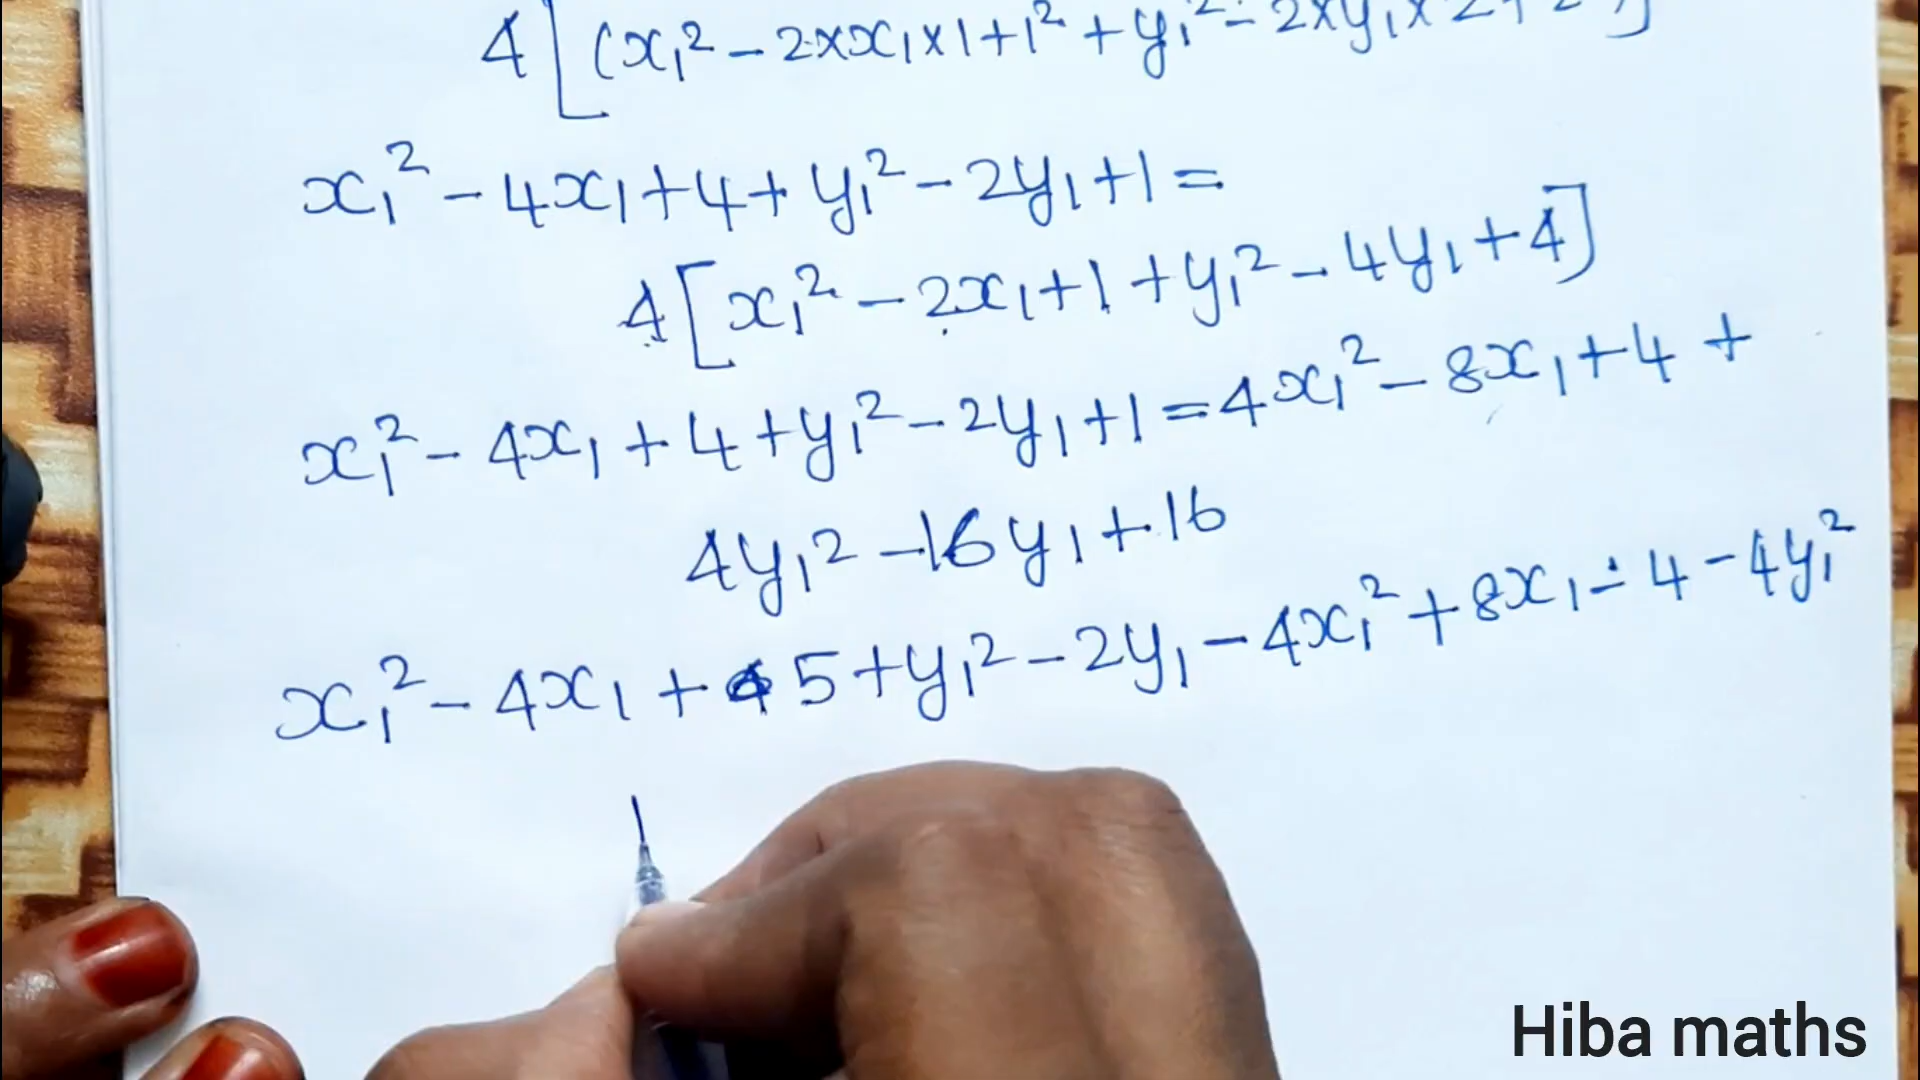 4[(x₁² - 2×x₁×1+1² + y₁² - 2×y₁×2+2²)]
x₁² - 4x₁ + 4 + y₁² - 2y₁ + 1 =
4[x₁² - 2x₁ + 1 + y₁² - 4y₁ + 4]
x₁² - 4x₁ + 4 + y₁² - 2y₁ + 1 = 4x₁² - 8x₁ + 4 +
4y₁² - 16y₁ + 16
x₁² - 4x₁ + 5 + y₁² - 2y₁ - 4x₁² + 8x₁ - 4 - 4y₁²
Hiba maths